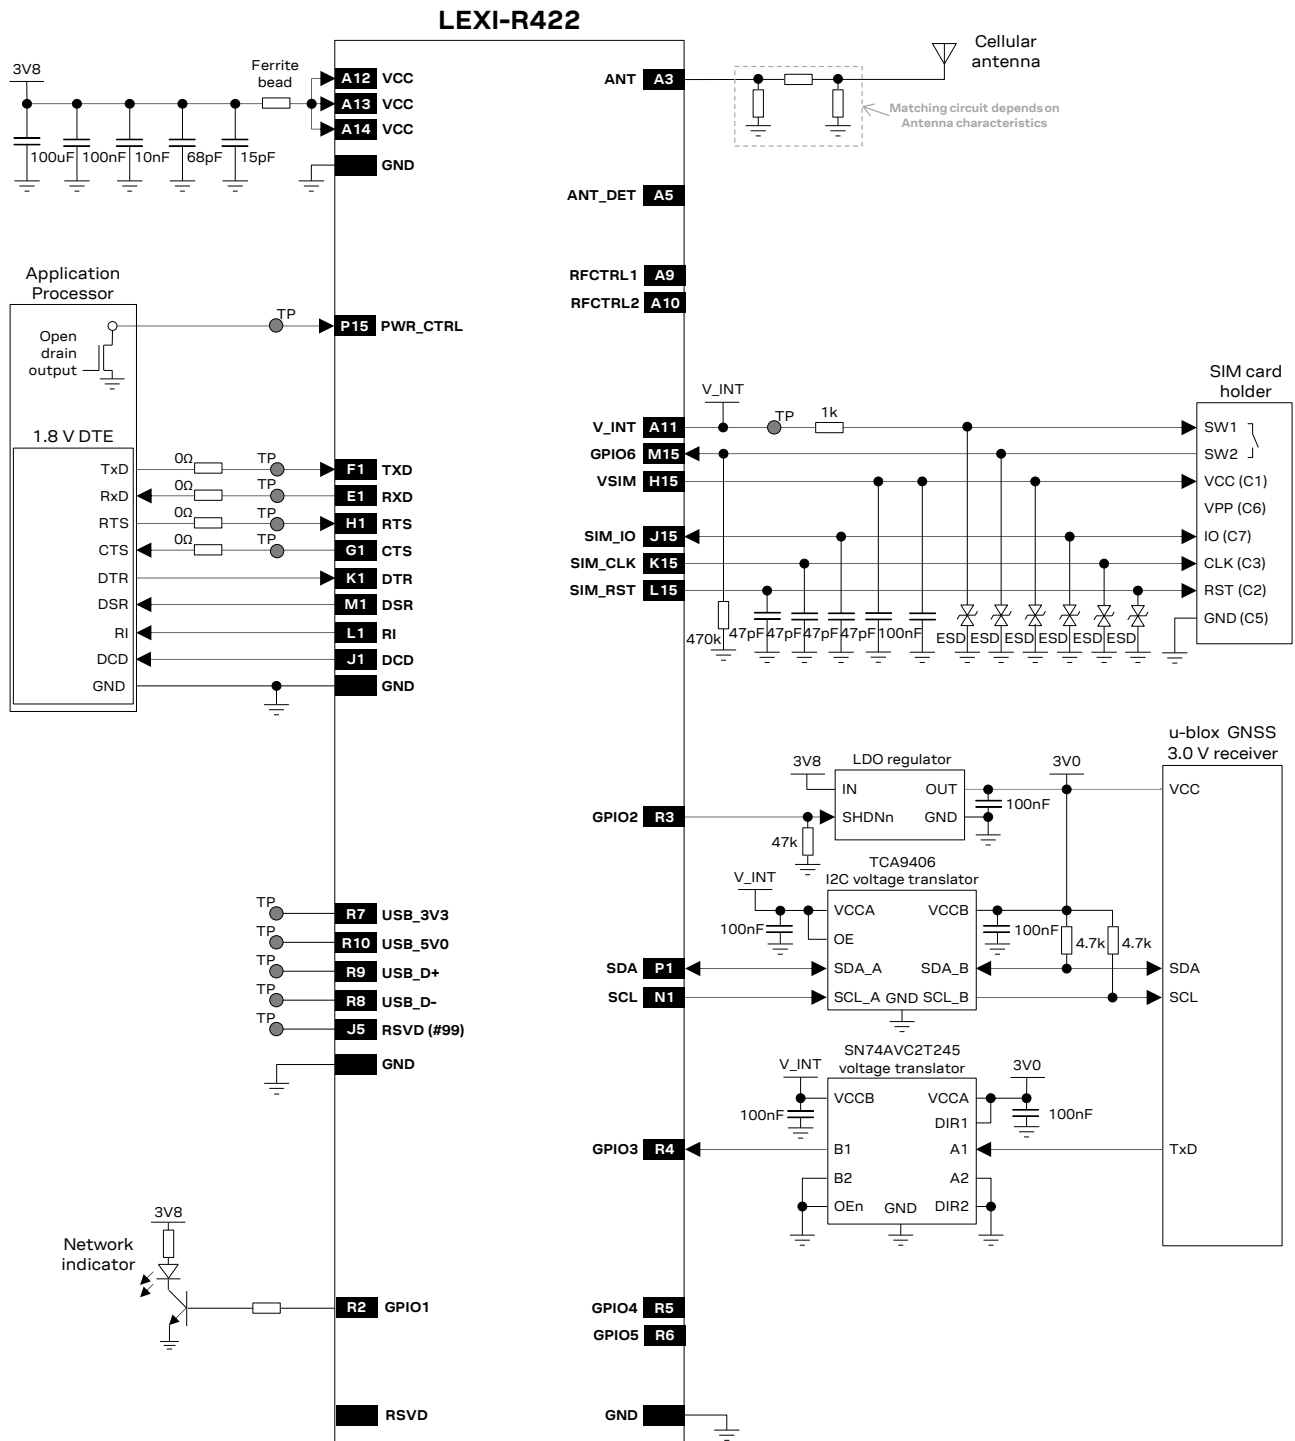 LEXI-R422
3V8
Ferrite
bead
100uF 100nF 10nF 68pF 15pF
A12 VCC
A13 VCC
A14 VCC
GND
ANT A3
Cellular
antenna
Matching circuit depends on
Antenna characteristics
ANT_DET A5
RFCTRL1 A9
RFCTRL2 A10
Application
Processor
Open
drain
output
TP
P15 PWR_CTRL
1.8 V DTE
TxD 0Ω TP F1 TXD
RxD 0Ω TP E1 RXD
RTS 0Ω TP H1 RTS
CTS 0Ω TP G1 CTS
DTR K1 DTR
DSR M1 DSR
RI L1 RI
DCD J1 DCD
GND GND
V_INT
V_INT A11 TP 1k
GPIO6 M15
VSIM H15
SIM_IO J15
SIM_CLK K15
SIM_RST L15
470k 47pF 47pF 47pF 47pF 100nF ESD ESD ESD ESD ESD ESD
SIM card
holder
SW1
SW2
VCC (C1)
VPP (C6)
IO (C7)
CLK (C3)
RST (C2)
GND (C5)
u-blox GNSS
3.0 V receiver
3V8 LDO regulator 3V0
IN OUT VCC
100nF
GPIO2 R3 SHDNn GND
47k
TCA9406
I2C voltage translator
V_INT
VCCA VCCB
100nF OE 100nF 4.7k 4.7k
SDA P1 SDA_A SDA_B SDA
SCL N1 SCL_A GND SCL_B SCL
SN74AVC2T245
voltage translator
V_INT 3V0
VCCB VCCA
100nF DIR1 100nF
GPIO3 R4 B1 A1 TxD
B2 A2
OEn GND DIR2
TP R7 USB_3V3
TP R10 USB_5V0
TP R9 USB_D+
TP R8 USB_D-
TP J5 RSVD (#99)
GND
3V8
Network
indicator
R2 GPIO1
GPIO4 R5
GPIO5 R6
RSVD
GND